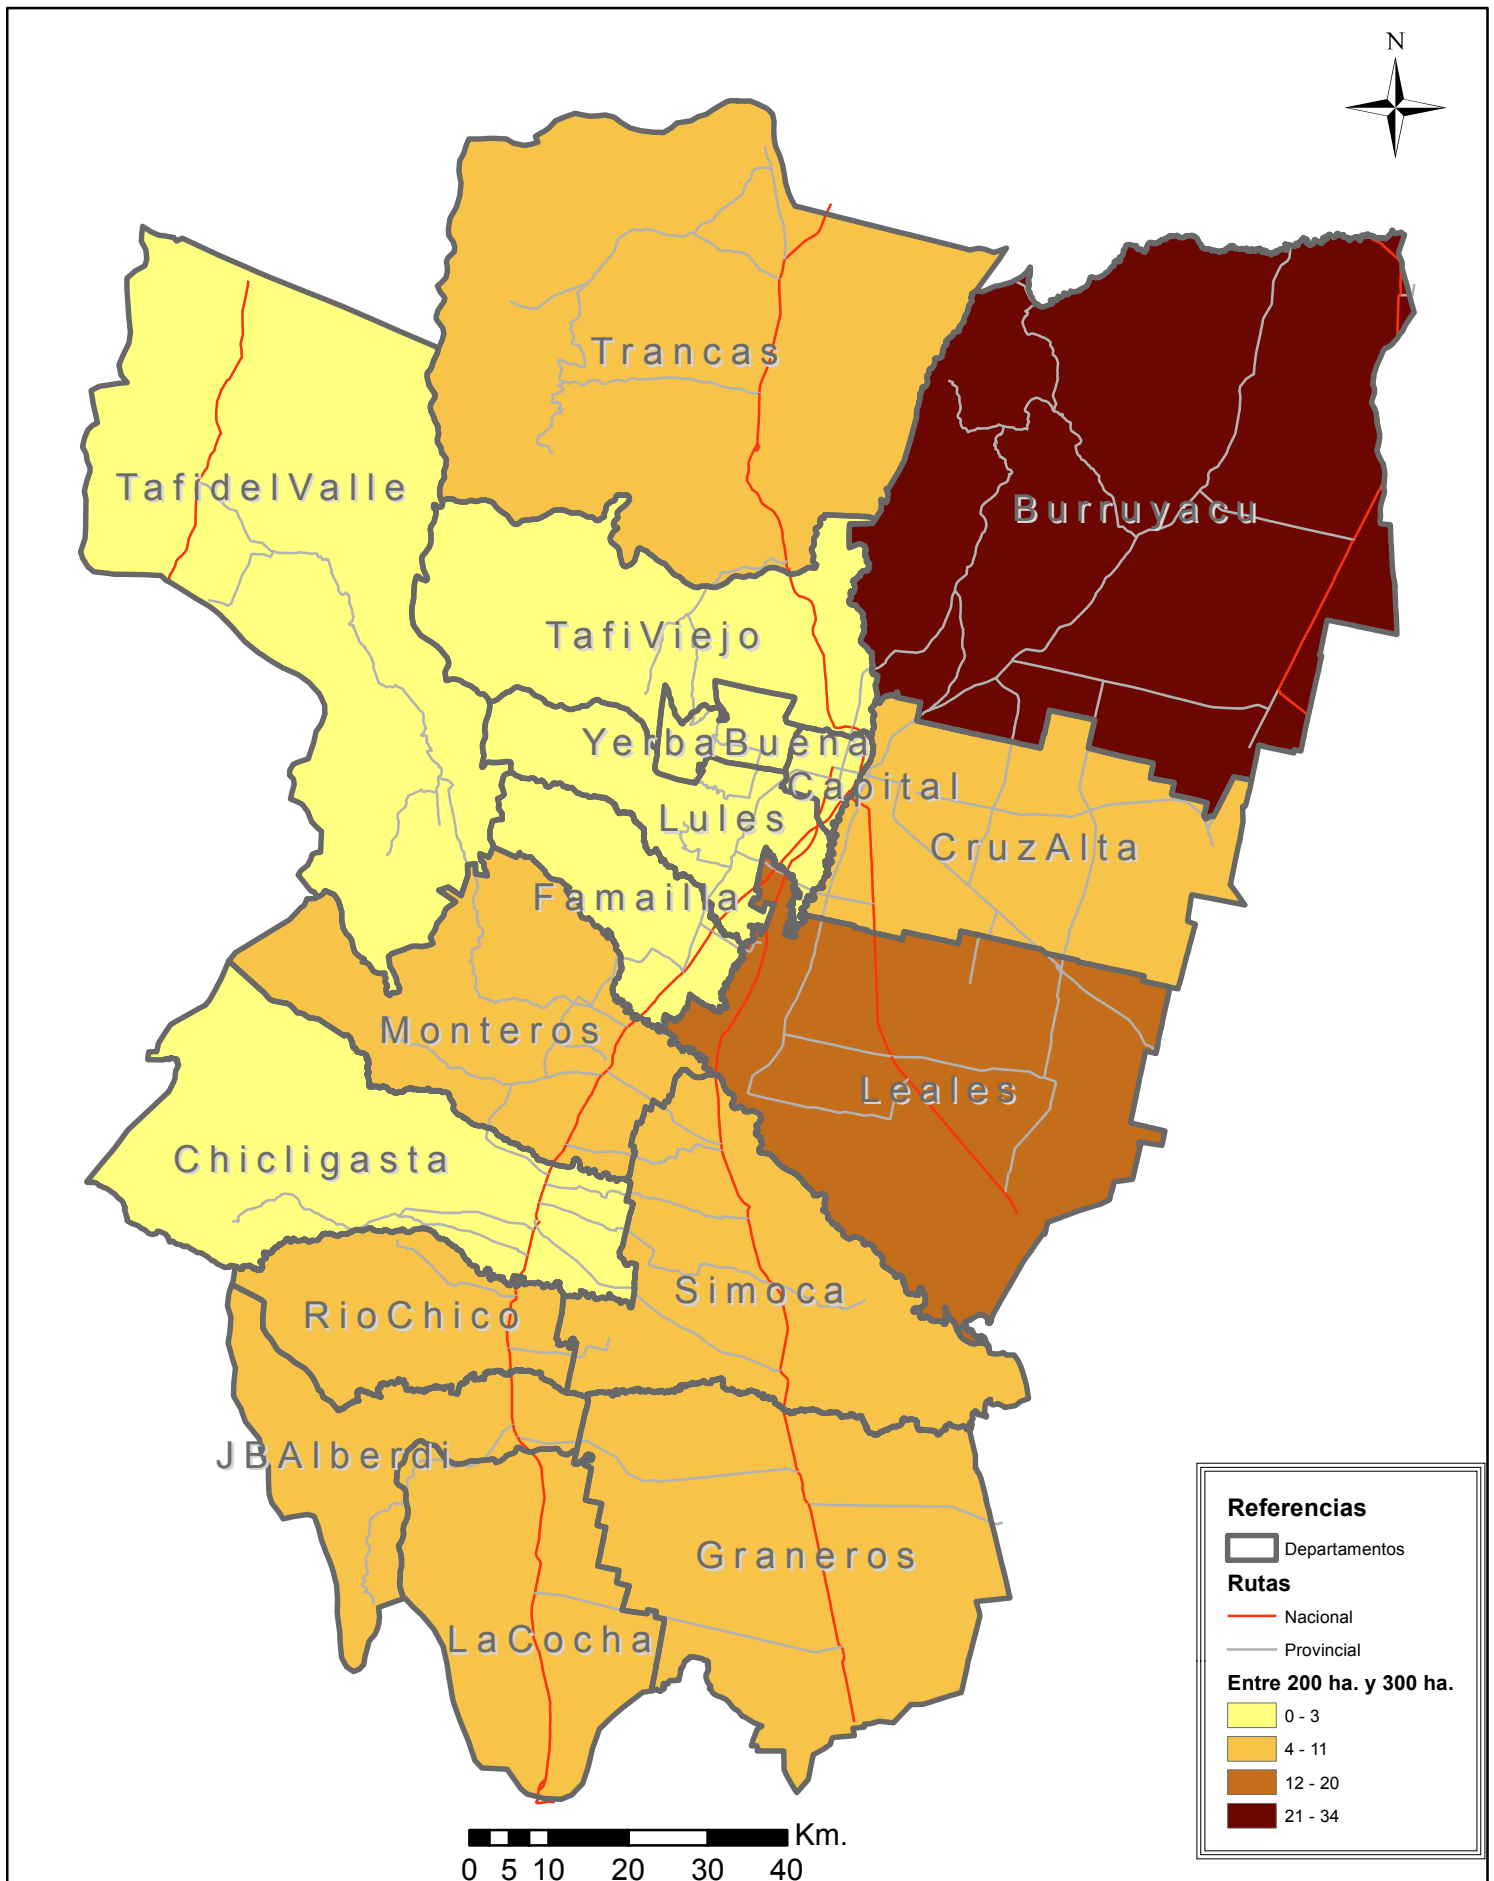 N
Trancas
TafidelValle
Burruyacu
TafiViejo
YerbaBuena
Capital
Lules
CruzAlta
Famailla
Monteros
Leales
Chicligasta
Simoca
RioChico
JBAlberdi
Graneros
LaCocha
Referencias
Departamentos
Rutas
Nacional
Provincial
Entre 200 ha. y 300 ha.
0 - 3
4 - 11
12 - 20
21 - 34
Km.
0 5 10 20 30 40